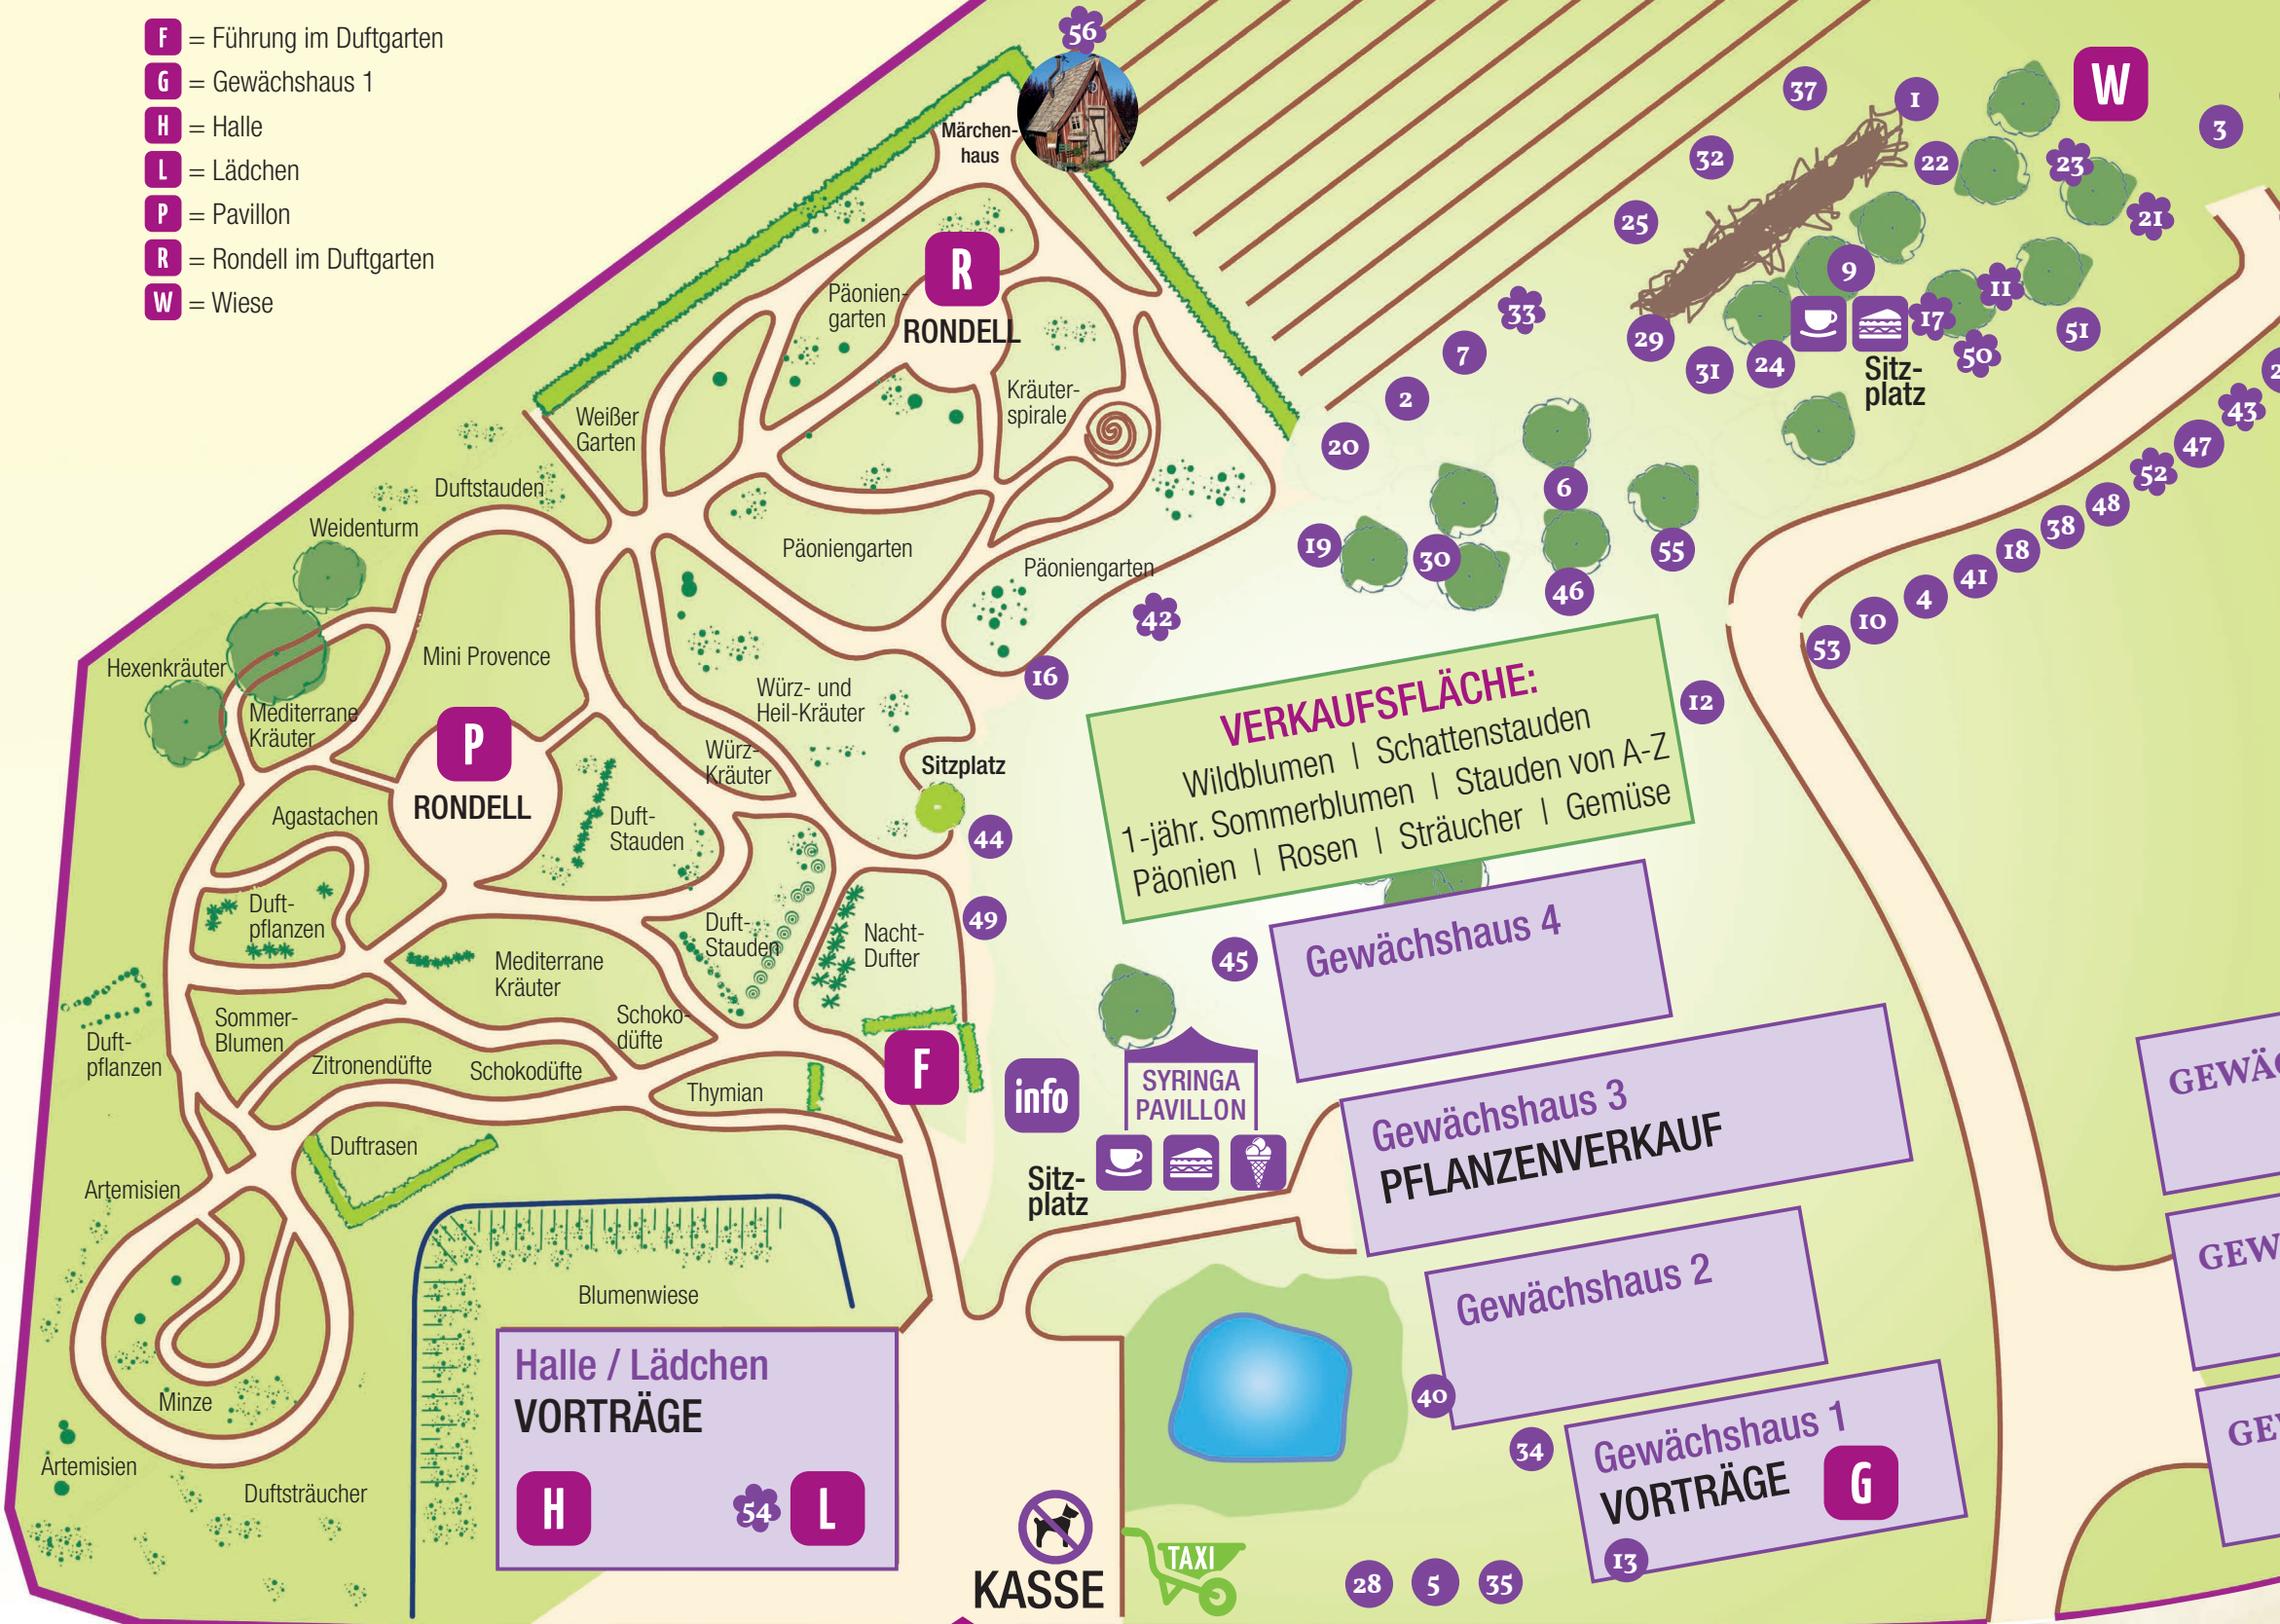 F = Führung im Duftgarten
G = Gewächshaus 1
H = Halle
L = Lädchen
P = Pavillon
R = Rondell im Duftgarten
W = Wiese
56
Märchen-
haus
R
RONDELL
Päonien-
garten
Kräuter-
spirale
Weißer
Garten
Duftstauden
Weidenturm
Päoniengarten
Päoniengarten
Hexenkräuter
Mini Provence
Mediterrane
Kräuter
Würz- und
Heil-Kräuter
Würz-
Kräuter
P
RONDELL
Sitzplatz
Agastachen
Duft-
Stauden
Duft-
pflanzen
Duft-
Stauden
Nacht-
Dufter
Mediterrane
Kräuter
Sommer-
Blumen
Schoko-
düfte
Duft-
pflanzen
Zitronendüfte
Schokodüfte
Thymian
F
Duftrasen
Artemisien
Minze
Artemisien
Duftsträucher
Blumenwiese
Halle / Lädchen
VORTRÄGE
H
54
L
37
1
W
3
32
22
23
21
25
9
11
17
33
29
51
50
7
31
24
Sitz-
platz
2
43
2
20
47
52
6
48
38
19
30
55
18
41
46
4
10
42
53
16
12
VERKAUFSFLÄCHE:
Wildblumen | Schattenstauden
1-jähr. Sommerblumen | Stauden von A-Z
Päonien | Rosen | Sträucher | Gemüse
44
49
45
Gewächshaus 4
SYRINGA
PAVILLON
info
Sitz-
platz
Gewächshaus 3
PFLANZENVERKAUF
Gewächshaus 2
40
34
Gewächshaus 1
VORTRÄGE
G
13
KASSE
TAXI
28
5
35
GEWÄ
GEW
GE